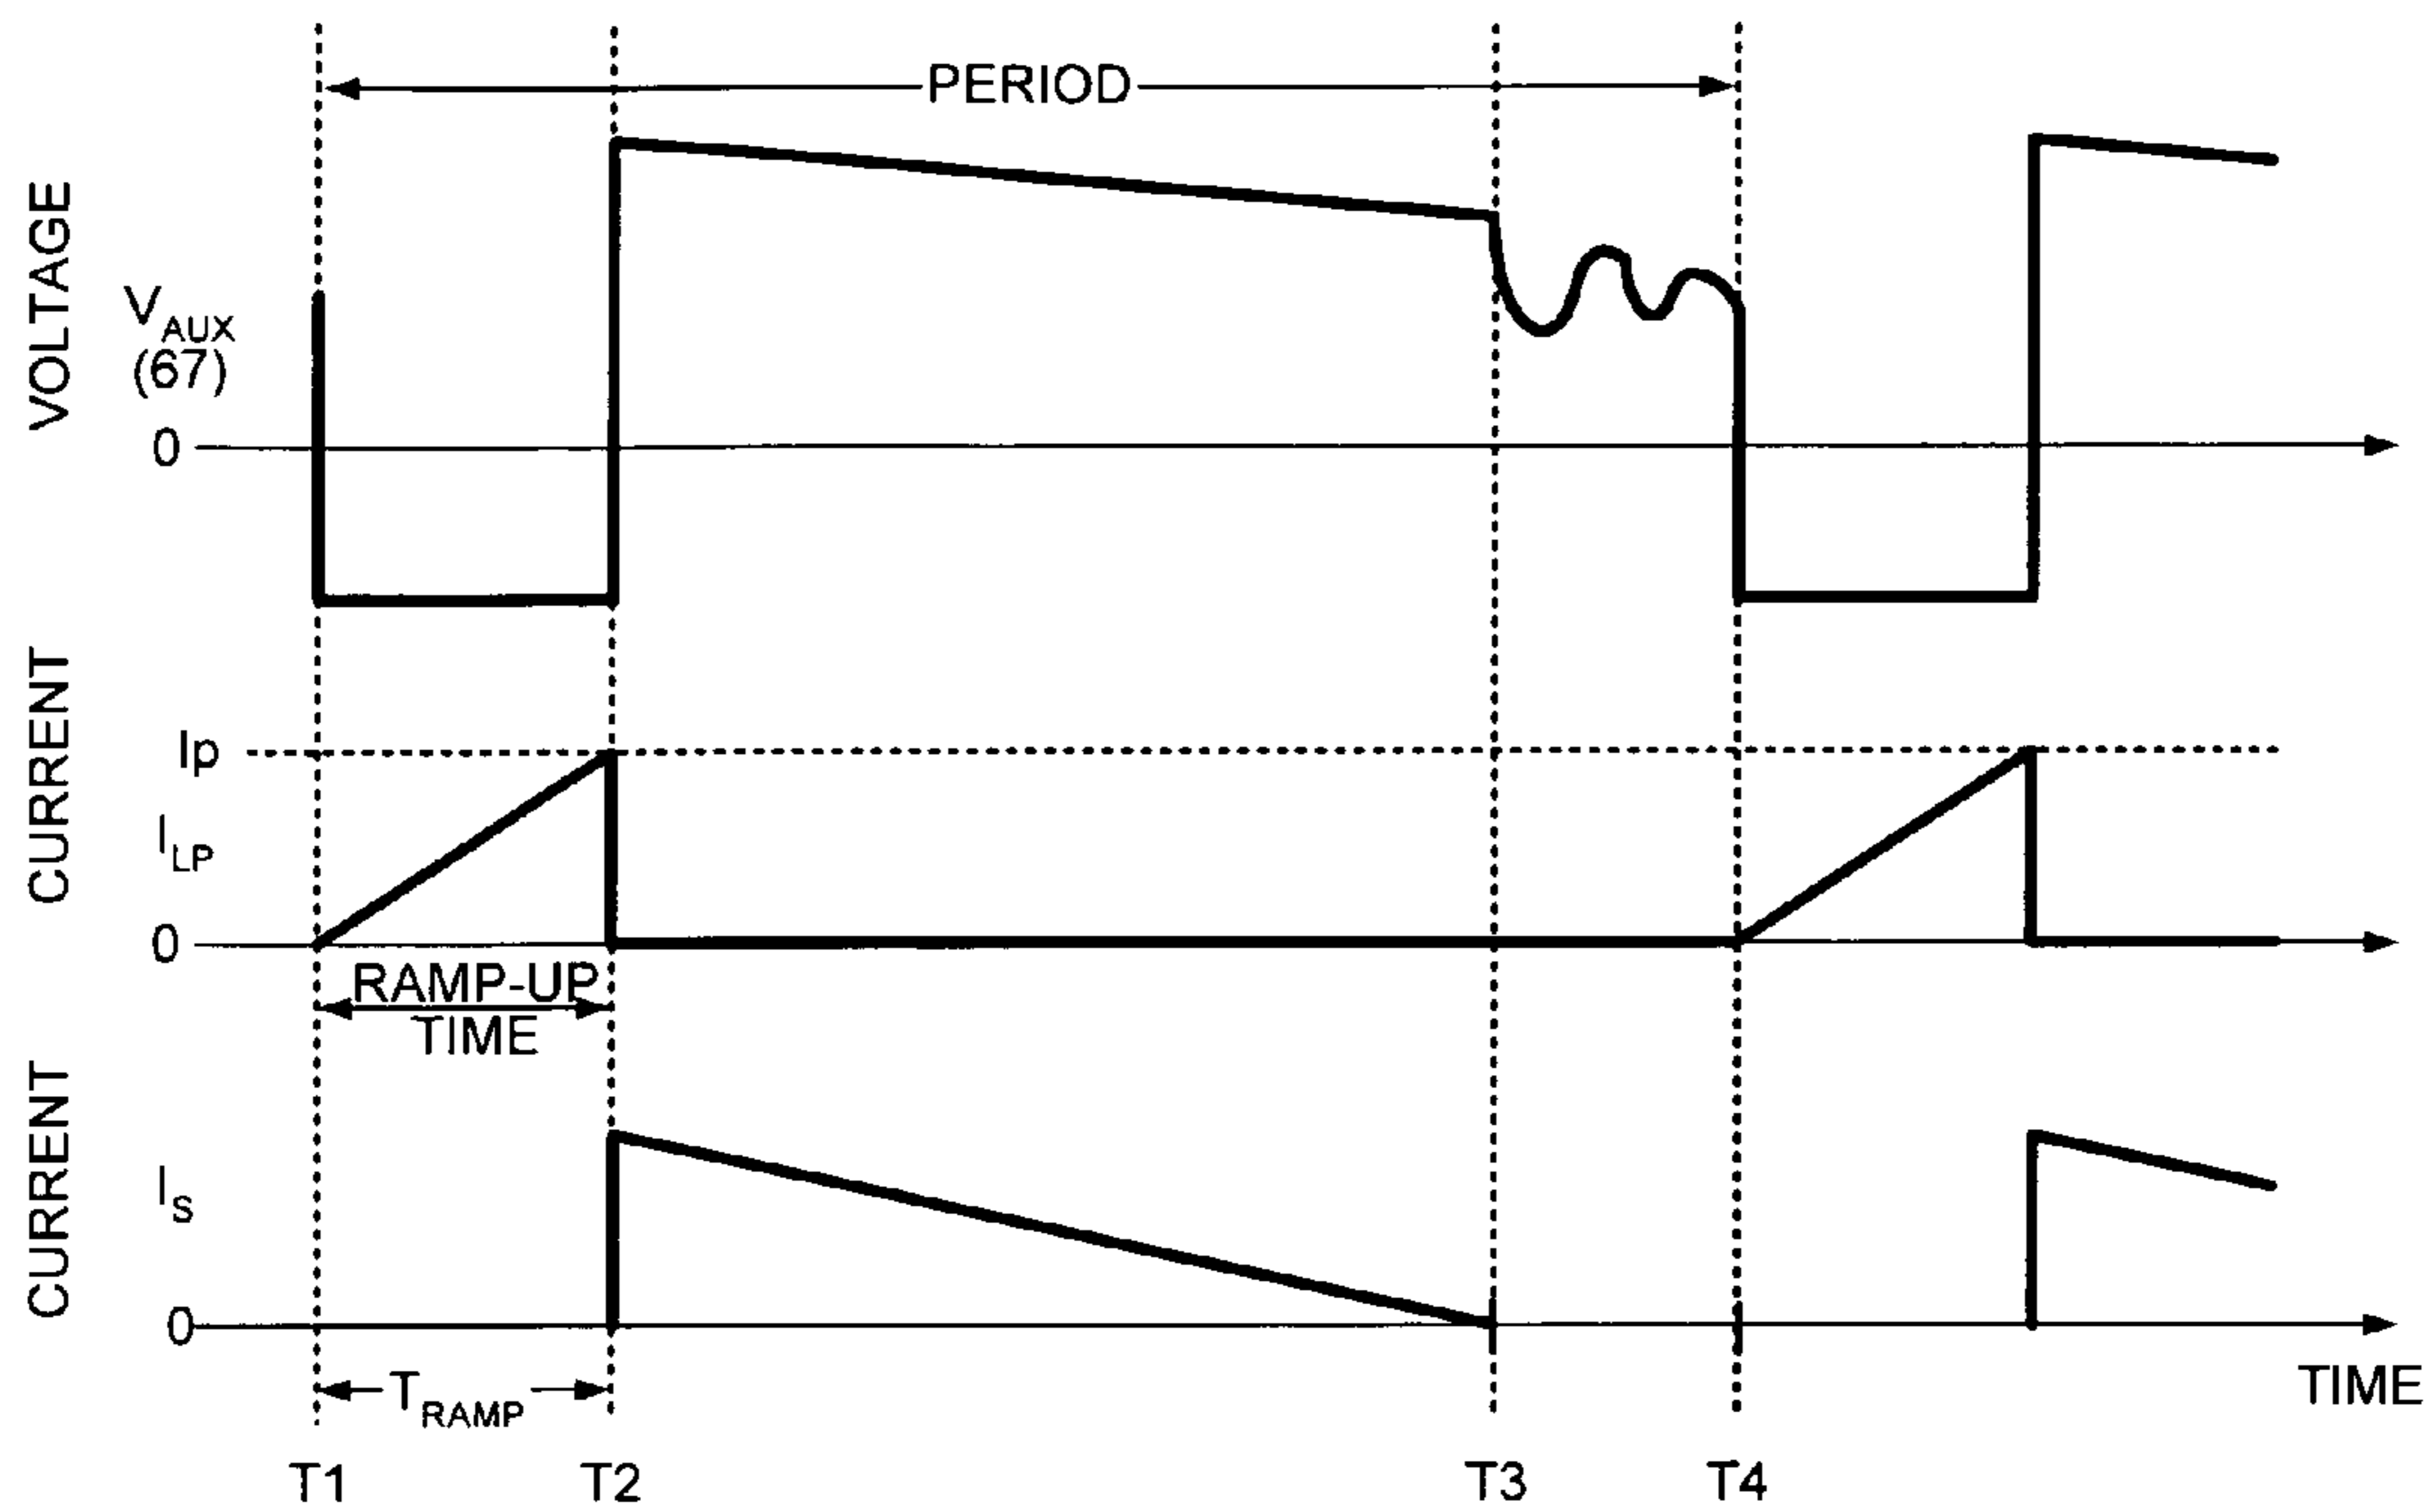 PERIOD
VOLTAGE
VAUX
(67)
0
CURRENT
Ip
ILP
0
RAMP-UP
TIME
CURRENT
IS
0
TRAMP
TIME
T1 T2 T3 T4